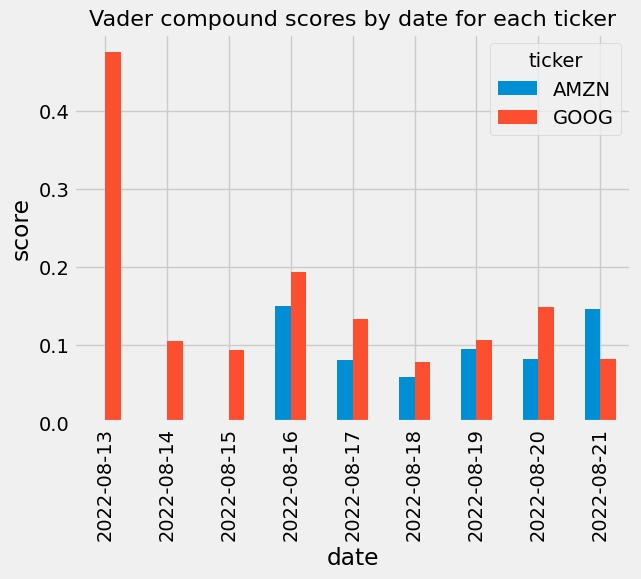 Vader compound scores by date for each ticker
ticker
AMZN
GOOG
score
0.4
0.3
0.2
0.1
0.0
2022-08-13
2022-08-14
2022-08-15
2022-08-16
2022-08-17
2022-08-18
2022-08-19
2022-08-20
2022-08-21
date